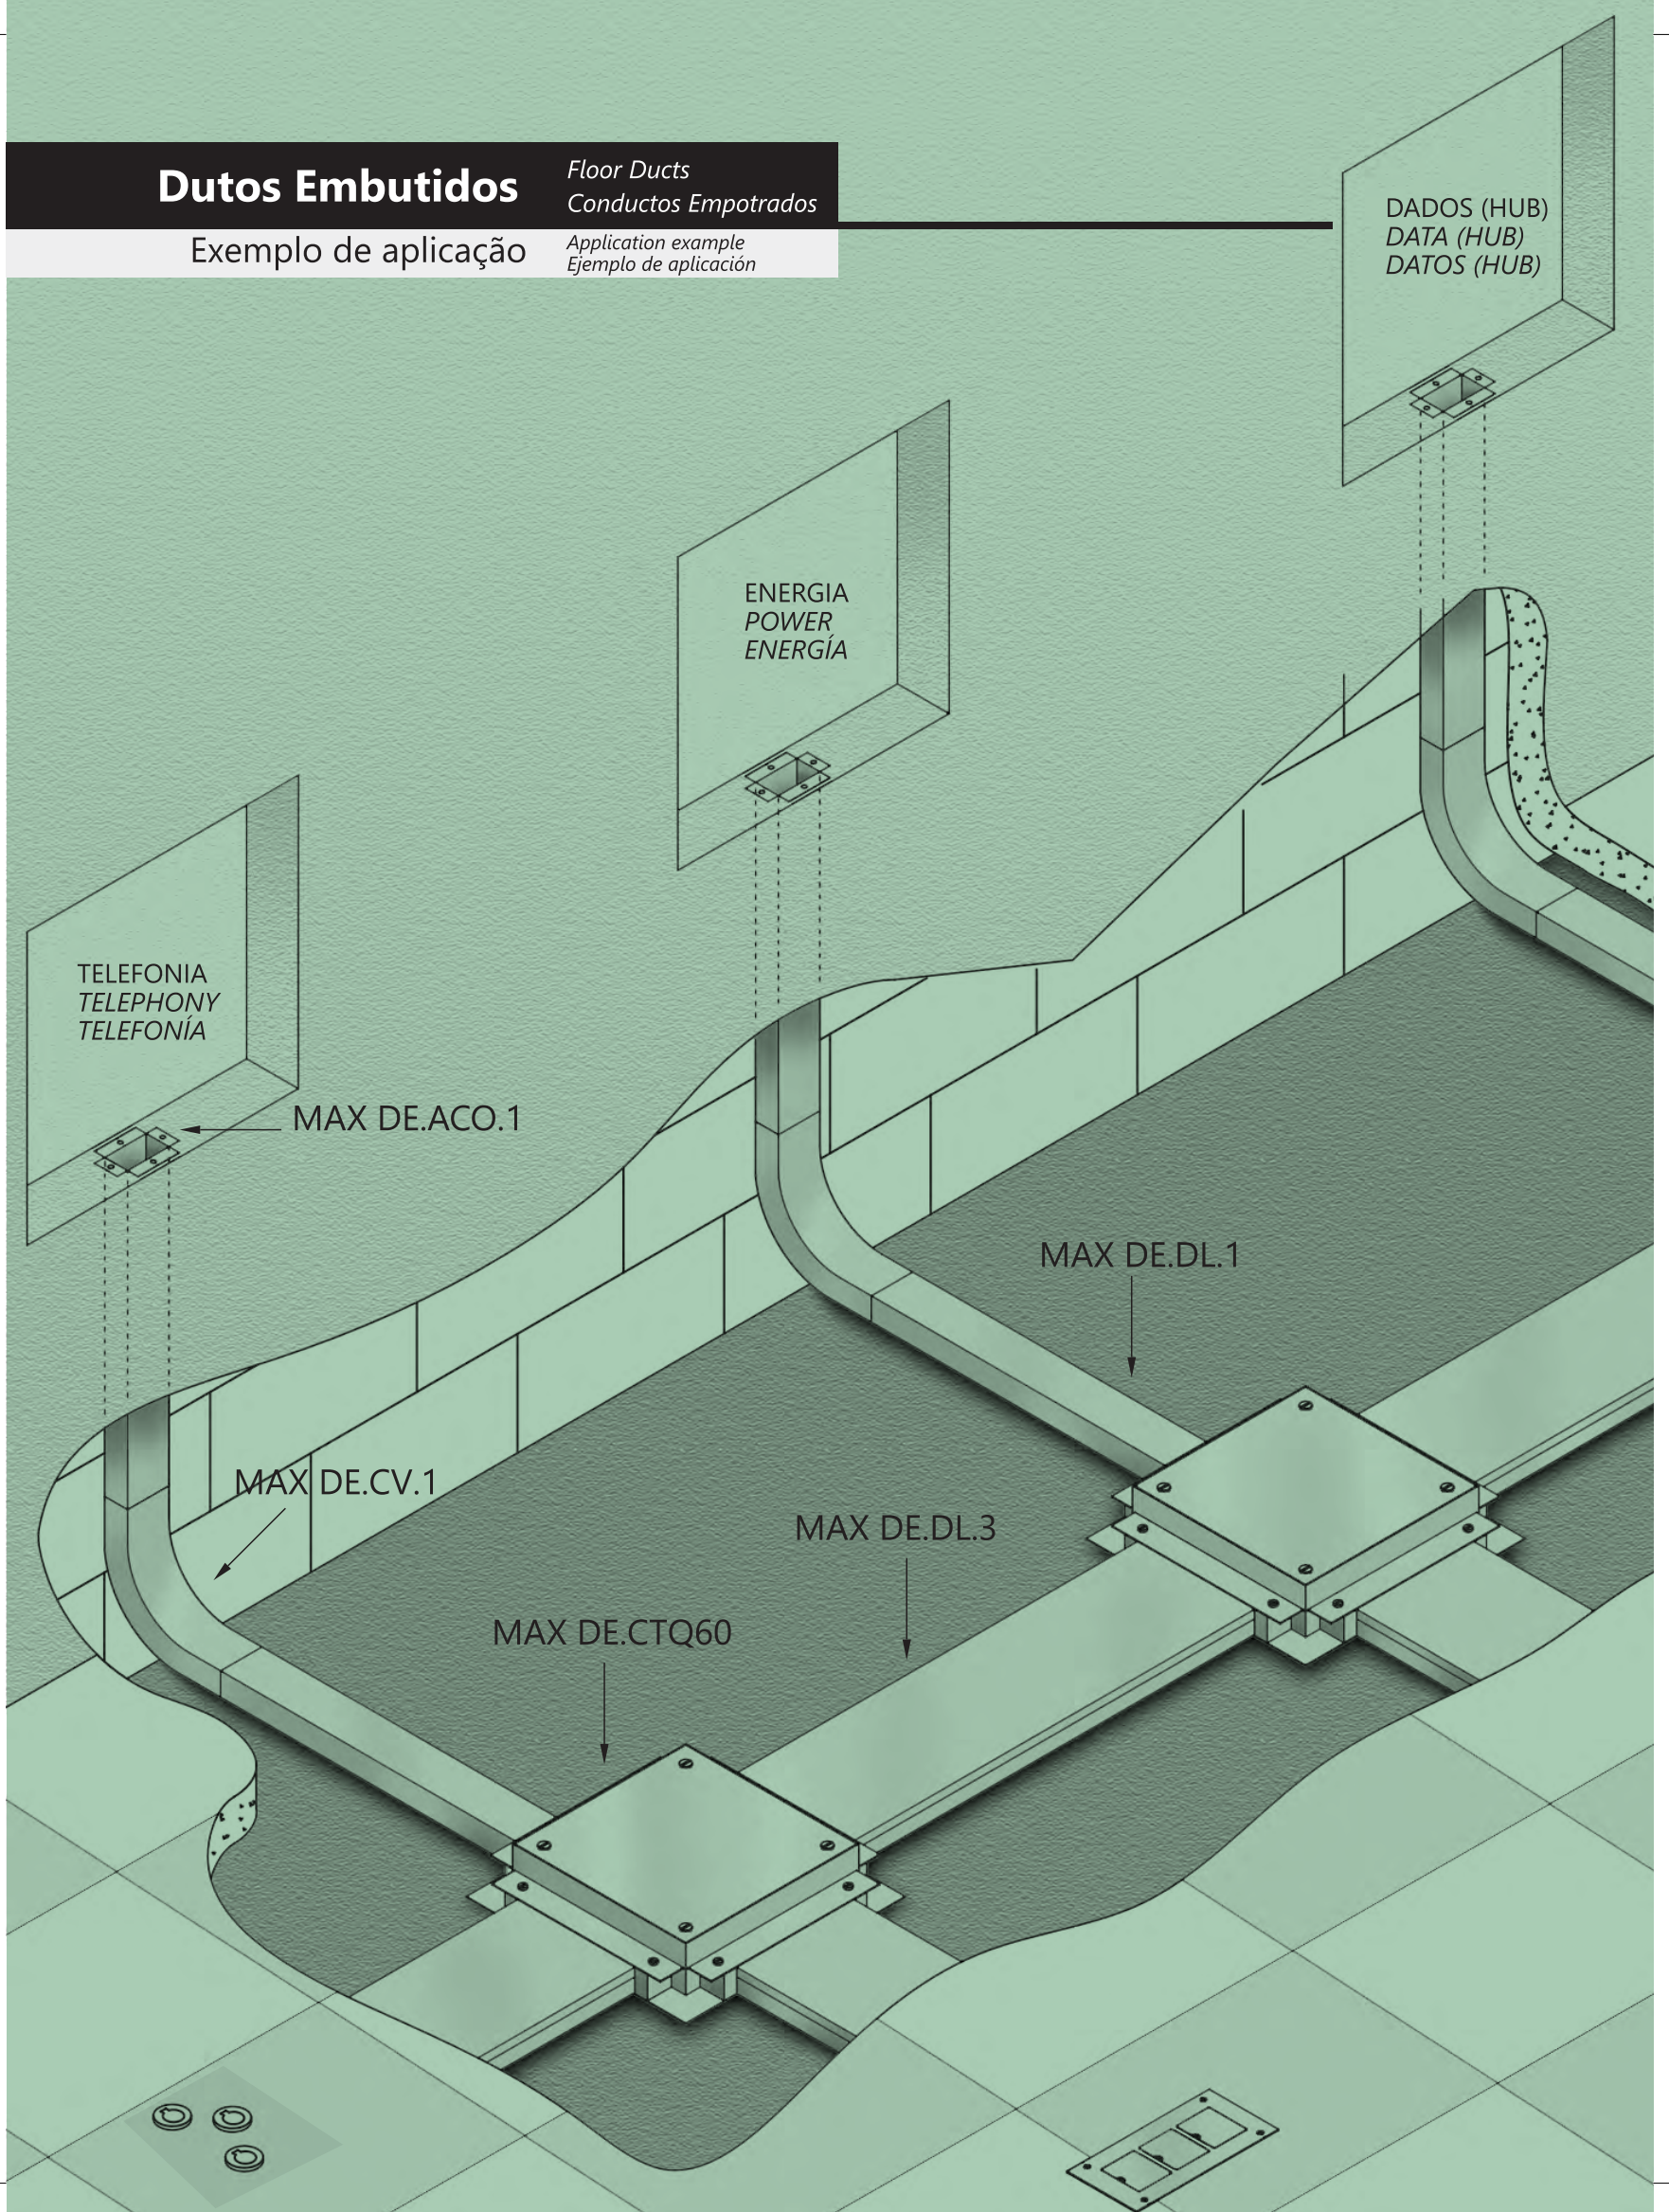 Dutos Embutidos
Floor Ducts
Conductos Empotrados
Exemplo de aplicação
Application example
Ejemplo de aplicación
DADOS (HUB)
DATA (HUB)
DATOS (HUB)
ENERGIA
POWER
ENERGÍA
TELEFONIA
TELEPHONY
TELEFONÍA
MAX DE.ACO.1
MAX DE.DL.1
MAX DE.CV.1
MAX DE.DL.3
MAX DE.CTQ60